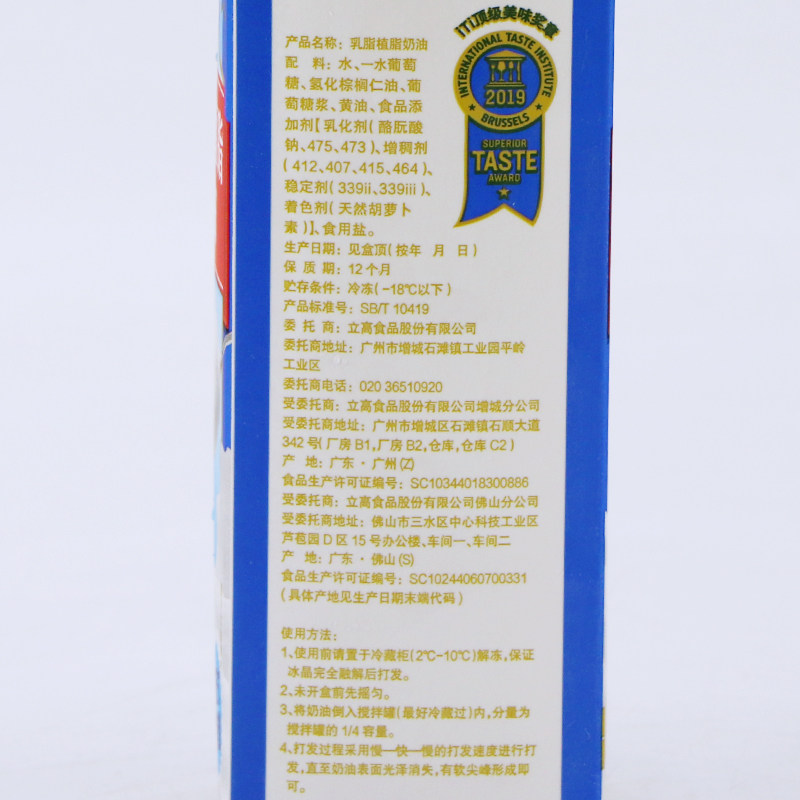 iTi顶级美味奖章
INTERNATIONAL TASTE INSTITUTE
2019
BRUSSELS
SUPERIOR
TASTE
AWARD
产品名称：乳脂植脂奶油
配　料：水、一水葡萄
糖、氢化棕榈仁油、葡
萄糖浆、黄油、食品添
加剂【乳化剂（酪朊酸
钠、475、473）、增稠剂
（412、407、415、464）、
稳定剂（339ii、339iii）、
着色剂（天然胡萝卜
素）】、食用盐。
生产日期：见盒顶（按年　月　日）
保 质 期：12个月
贮存条件：冷冻（-18℃以下）
产品标准号：SB/T 10419
委 托 商：立高食品股份有限公司
委托商地址：广州市增城石滩镇工业园平岭
工业区
委托商电话：020 36510920
受委托商：立高食品股份有限公司增城分公司
受委托商地址：广州市增城区石滩镇石顺大道
342号（厂房B1，厂房B2，仓库，仓库C2）
产　地：广东·广州(Z)
食品生产许可证编号：SC10344018300886
受委托商：立高食品股份有限公司佛山分公司
受委托商地址：佛山市三水区中心科技工业区
芦苞园D区15号办公楼、车间一、车间二
产　地：广东·佛山(S)
食品生产许可证编号：SC10244060700331
（具体产地见生产日期末端代码）
使用方法：
1、使用前请置于冷藏柜（2℃-10℃）解冻，保证
冰晶完全融解后打发。
2、未开盒前先摇匀。
3、将奶油倒入搅拌罐（最好冷藏过）内，分量为
搅拌罐的1/4容量。
4、打发过程采用慢—快—慢的打发速度进行打
发，直至奶油表面光泽消失，有软尖峰形成即
可。